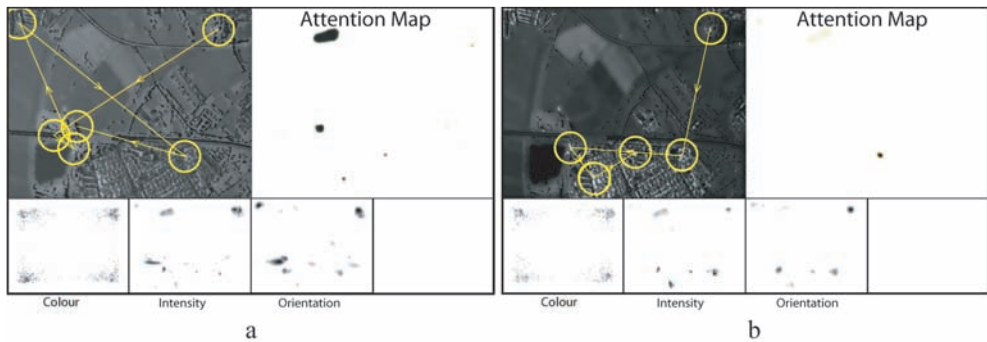 Attention Map
Attention Map
Colour
Intensity
Orientation
Colour
Intensity
Orientation
a
b